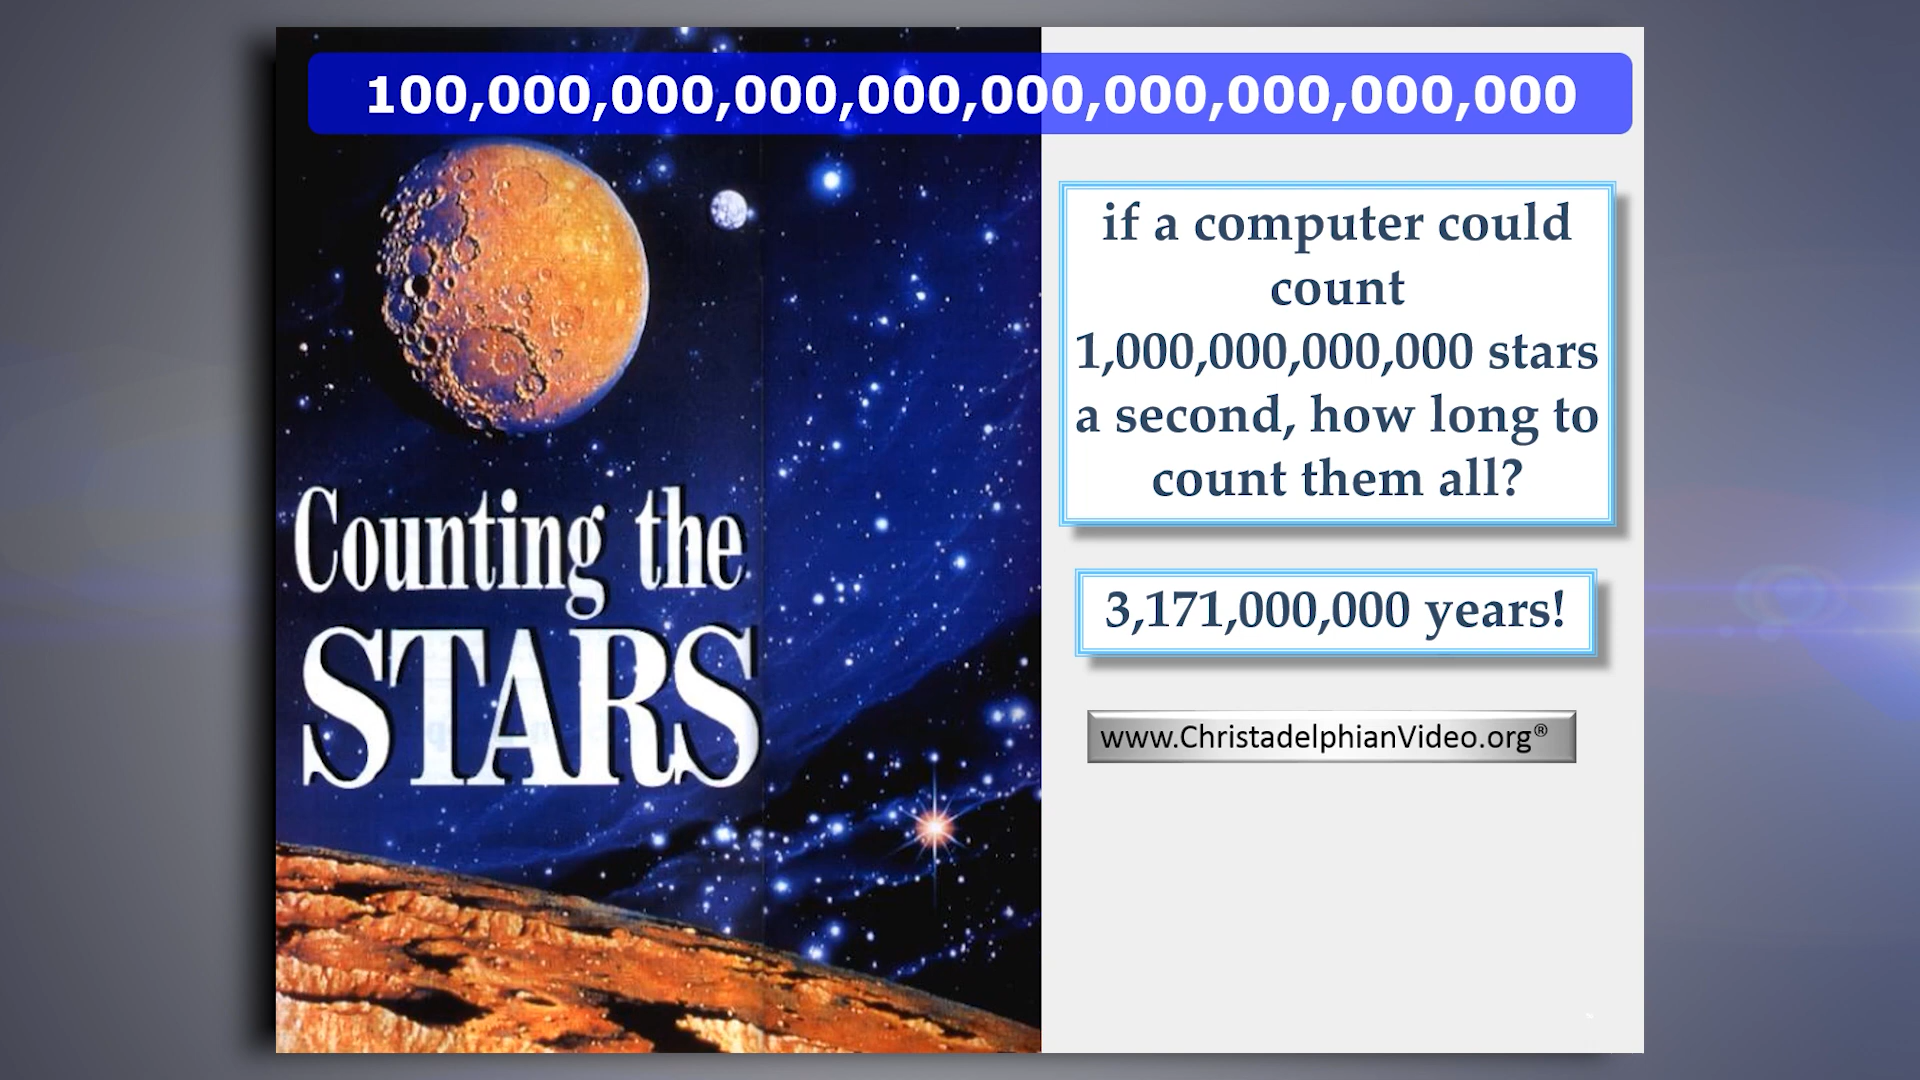 100,000,000,000,000,000,000,000,000,000
if a computer could
count
1,000,000,000,000 stars
a second, how long to
count them all?
3,171,000,000 years!
www.ChristadelphianVideo.org®
Counting the
STARS